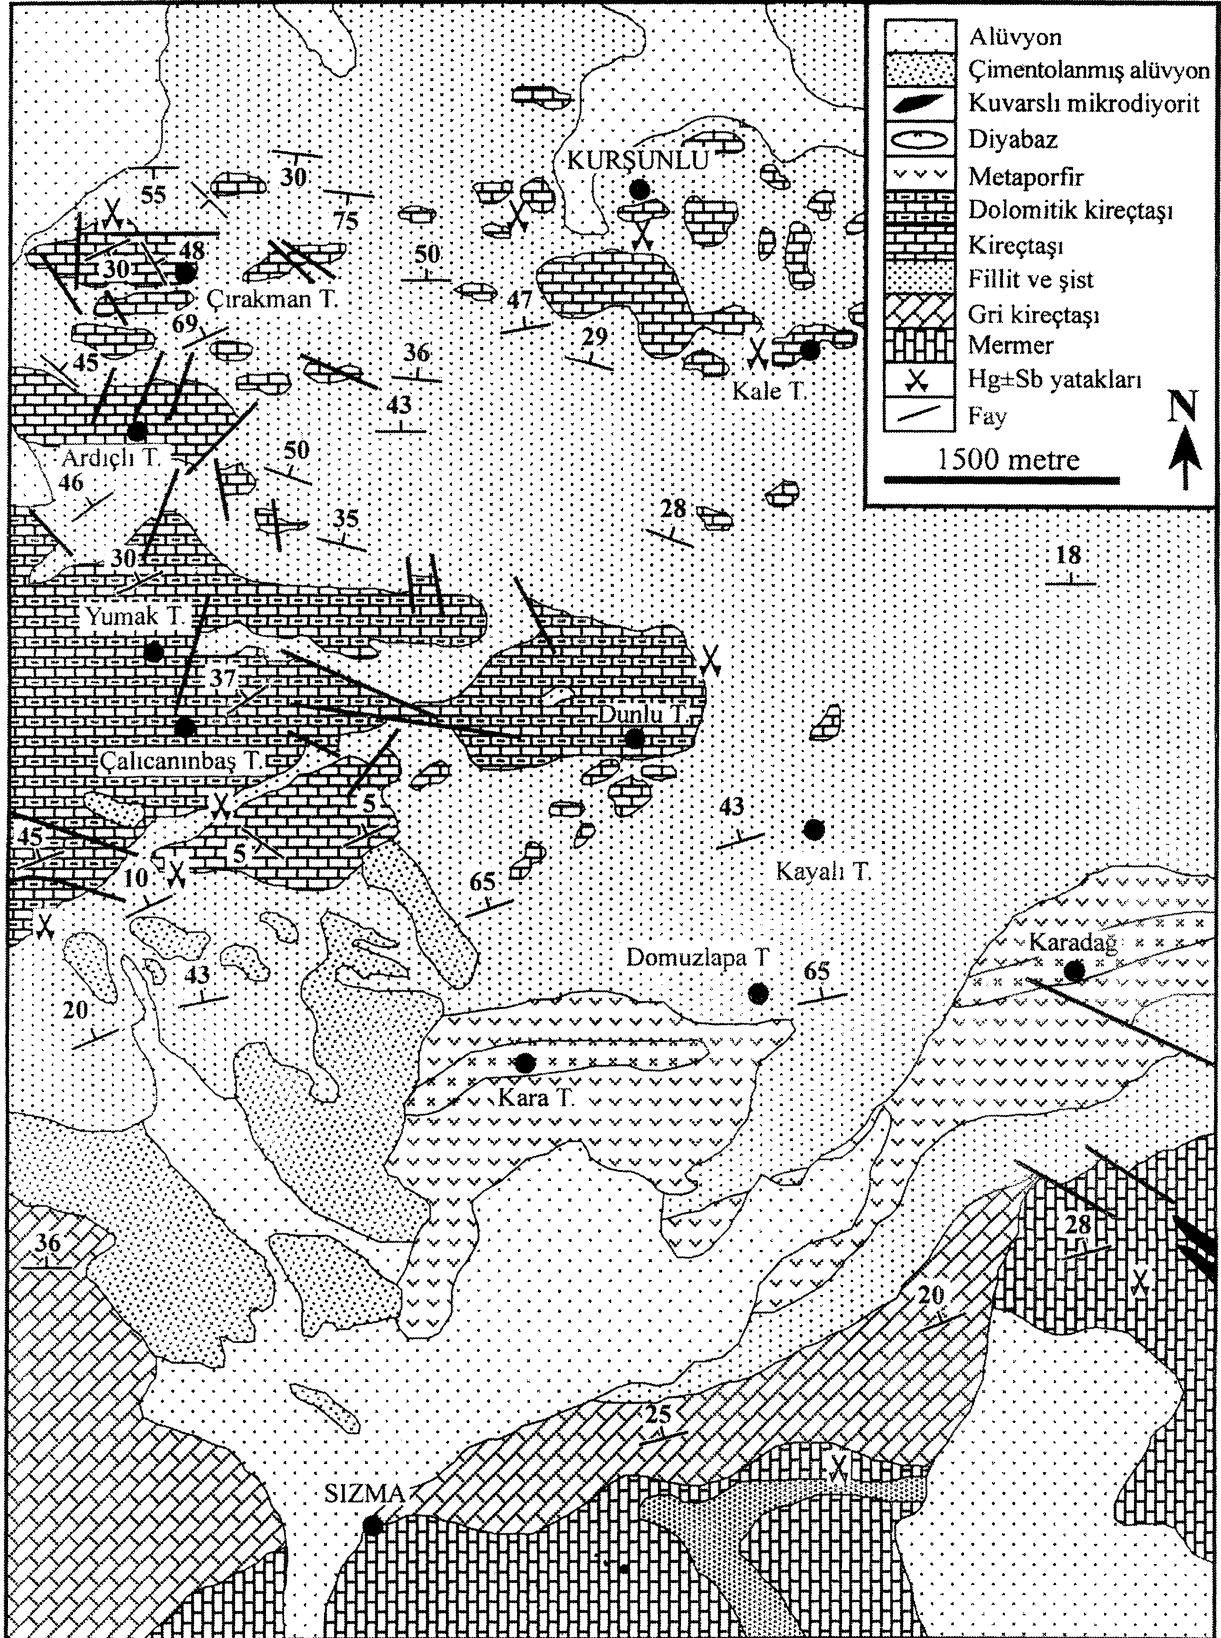 Alüvyon
Çimentolanmış alüvyon
Kuvarslı mikrodiyorit
Diyabaz
Metaporfir
Dolomitik kireçtaşı
Kireçtaşı
Fillit ve şist
Gri kireçtaşı
Mermer
Hg±Sb yatakları
Fay
N
1500 metre
KURŞUNLU
30
55
75
48
30
50
Çırakman T.
47
69
29
45
36
Kale T.
43
Ardıçlı T.
50
46
28
35
30
18
Yumak T.
37
Dunlu T.
Çalıcanınbaş T.
5
43
45
5
Kayalı T.
10
65
Karadağ
Domuzlapa T
65
43
20
Kara T.
28
36
20
25
SIZMA